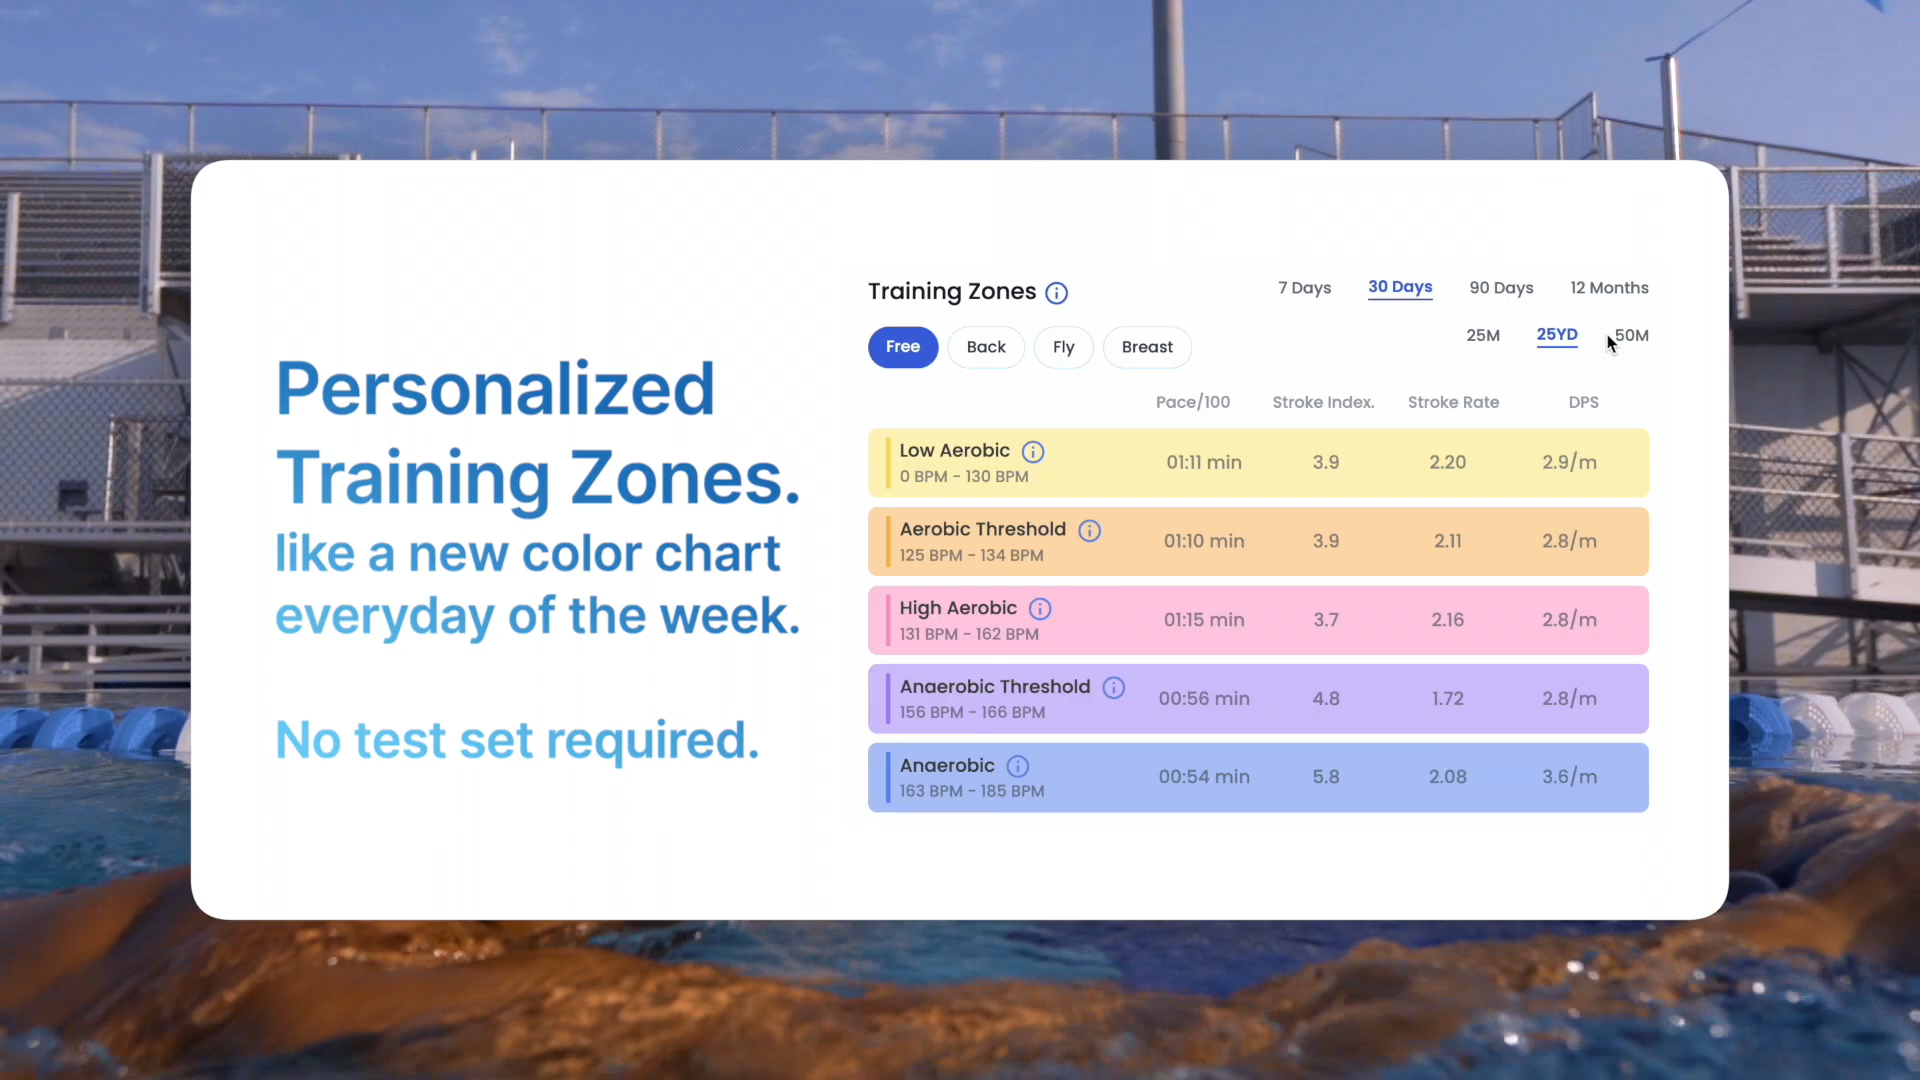 Personalized
Training Zones.
like a new color chart
everyday of the week.
No test set required.
Training Zones
7 Days 30 Days 90 Days 12 Months
Free Back Fly Breast
25M 25YD 50M
Pace/100 Stroke Index. Stroke Rate DPS
Low Aerobic
0 BPM - 130 BPM
01:11 min 3.9 2.20 2.9/m
Aerobic Threshold
125 BPM - 134 BPM
01:10 min 3.9 2.11 2.8/m
High Aerobic
131 BPM - 162 BPM
01:15 min 3.7 2.16 2.8/m
Anaerobic Threshold
156 BPM - 166 BPM
00:56 min 4.8 1.72 2.8/m
Anaerobic
163 BPM - 185 BPM
00:54 min 5.8 2.08 3.6/m